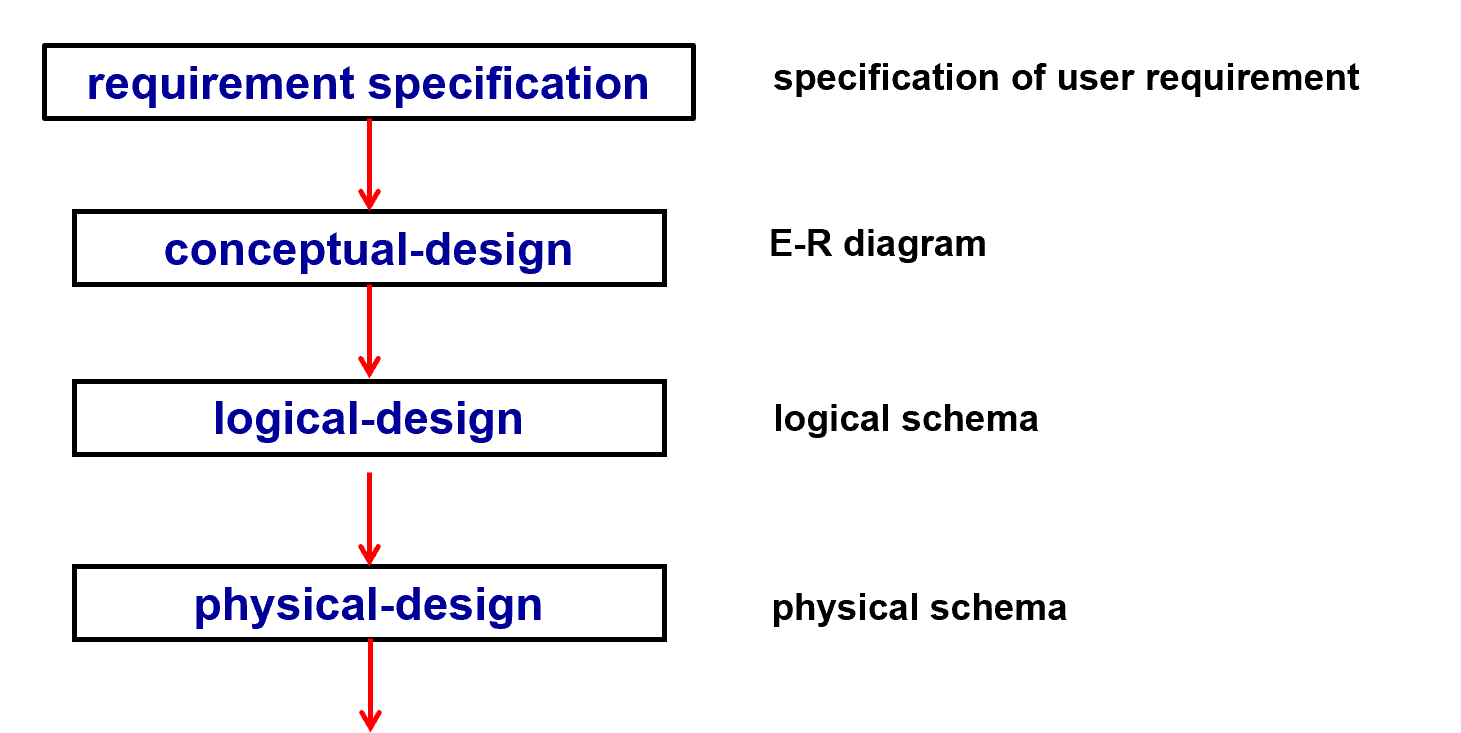 requirement specification
specification of user requirement
conceptual-design
E-R diagram
logical-design
logical schema
physical-design
physical schema